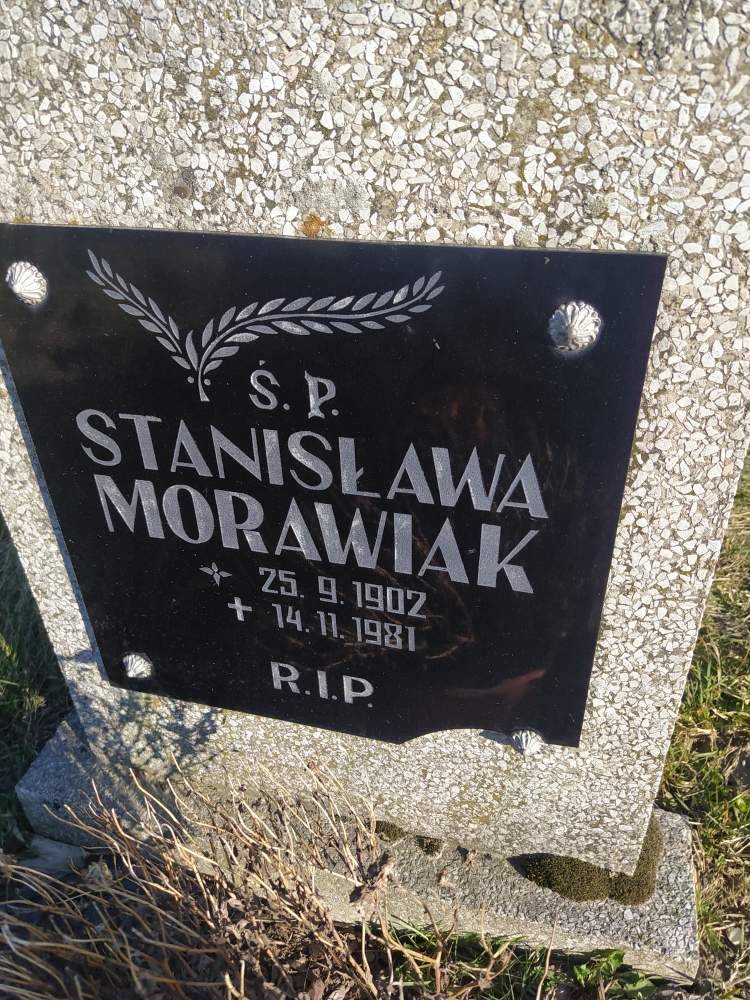 Ś. P.
STANISŁAWA
MORAWIAK
25. 9. 1902
14. 11. 1981
R.I.P.